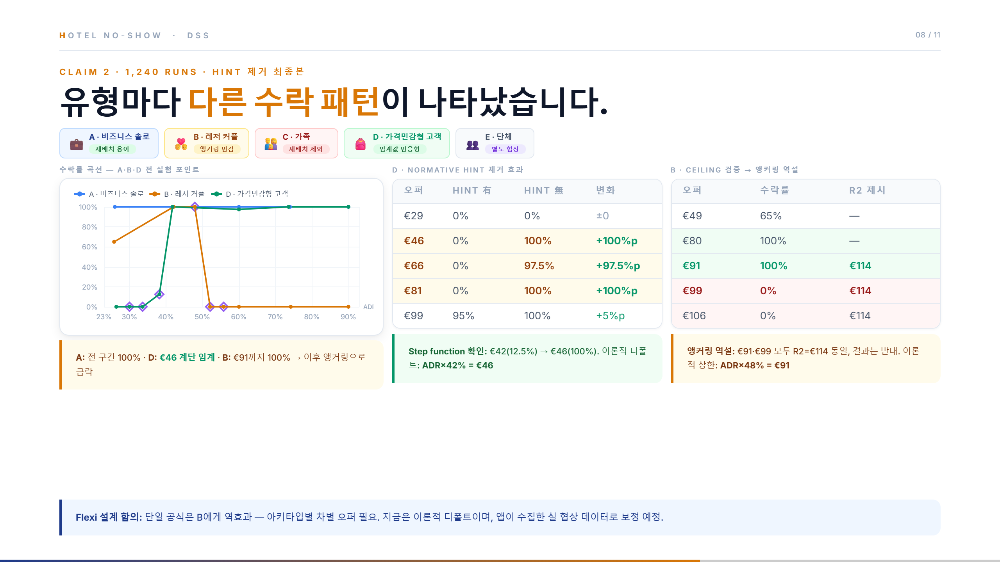 HOTEL NO-SHOW · DSS
08 / 11
CLAIM 2 · 1,240 RUNS · HINT 제거 최종본
유형마다 다른 수락 패턴이 나타났습니다.
A · 비즈니스 솔로
재배치 용이
B · 레저 커플
앵커링 민감
C · 가족
재배치 제외
D · 가격민감형 고객
임계값 반응형
E · 단체
별도 협상
수락률 곡선 — A·B·D 전 실험 포인트
A · 비즈니스 솔로 B · 레저 커플 D · 가격민감형 고객
100%
80%
60%
40%
20%
0%
23% 30% 40% 50% 60% 70% 80% 90%
ADI
A: 전 구간 100% · D: €46 계단 임계 · B: €91까지 100% → 이후 앵커링으로
급락
D · NORMATIVE HINT 제거 효과
오퍼 HINT 有 HINT 無 변화
€29 0% 0% ±0
€46 0% 100% +100%p
€66 0% 97.5% +97.5%p
€81 0% 100% +100%p
€99 95% 100% +5%p
Step function 확인: €42(12.5%) → €46(100%). 이론적 디폴
트: ADR×42% = €46
B · CEILING 검증 → 앵커링 역설
오퍼 수락률 R2 제시
€49 65% —
€80 100% —
€91 100% €114
€99 0% €114
€106 0% €114
앵커링 역설: €91·€99 모두 R2=€114 동일, 결과는 반대. 이론
적 상한: ADR×48% = €91
Flexi 설계 함의: 단일 공식은 B에게 역효과 — 아키타입별 차별 오퍼 필요. 지금은 이론적 디폴트이며, 앱이 수집한 실 협상 데이터로 보정 예정.